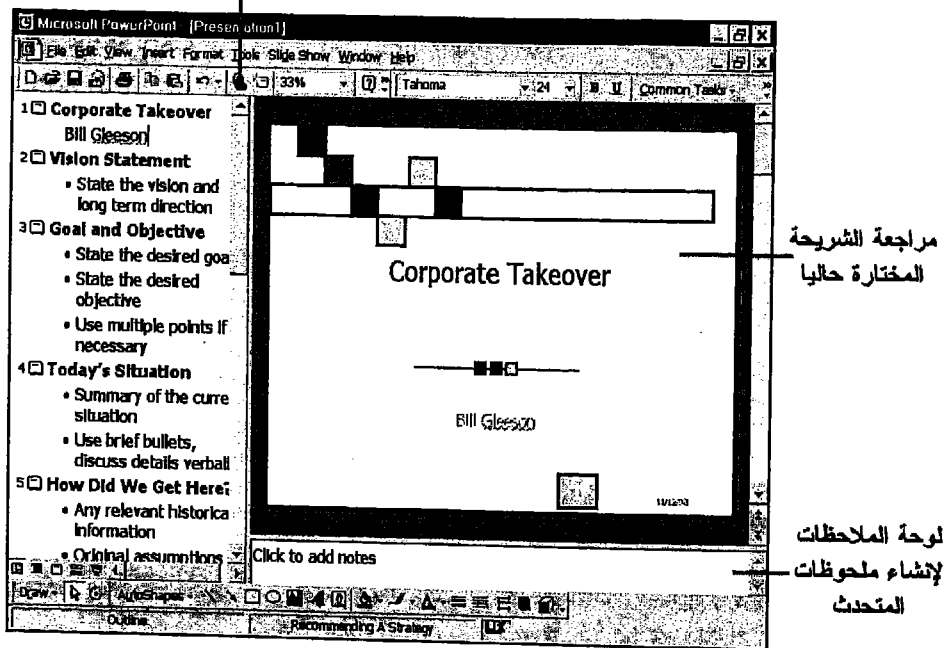 Microsoft PowerPoint - [Presentation1]
File Edit View Insert Format Tools Slide Show Window Help
33% Tahoma 24 B U Common Tasks
1 Corporate Takeover
Bill Gleeson
2 Vision Statement
• State the vision and
long term direction
3 Goal and Objective
• State the desired goa
• State the desired
objective
• Use multiple points if
necessary
4 Today's Situation
• Summary of the curre
situation
• Use brief bullets,
discuss details verball
5 How Did We Get Here?
• Any relevant historica
information
• Original assumptions
Corporate Takeover
Bill Gleeson
Click to add notes
Draw AutoShapes
Outline Recommending A Strategy
مراجعة الشريحة
المختارة حاليا
لوحة الملاحظات
لإنشاء ملحوظات
المتحدث